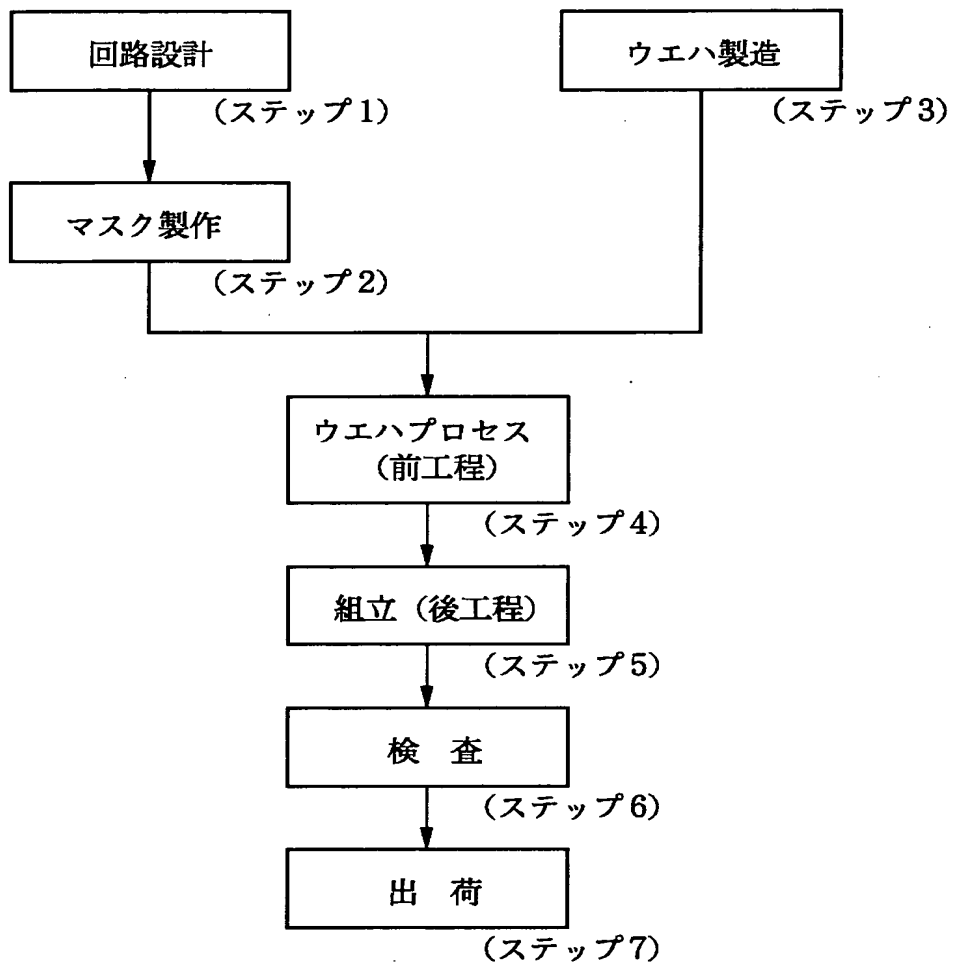 回路設計
(ステップ1)
ウエハ製造
(ステップ3)
マスク製作
(ステップ2)
ウエハプロセス
(前工程)
(ステップ4)
組立(後工程)
(ステップ5)
検 査
(ステップ6)
出 荷
(ステップ7)